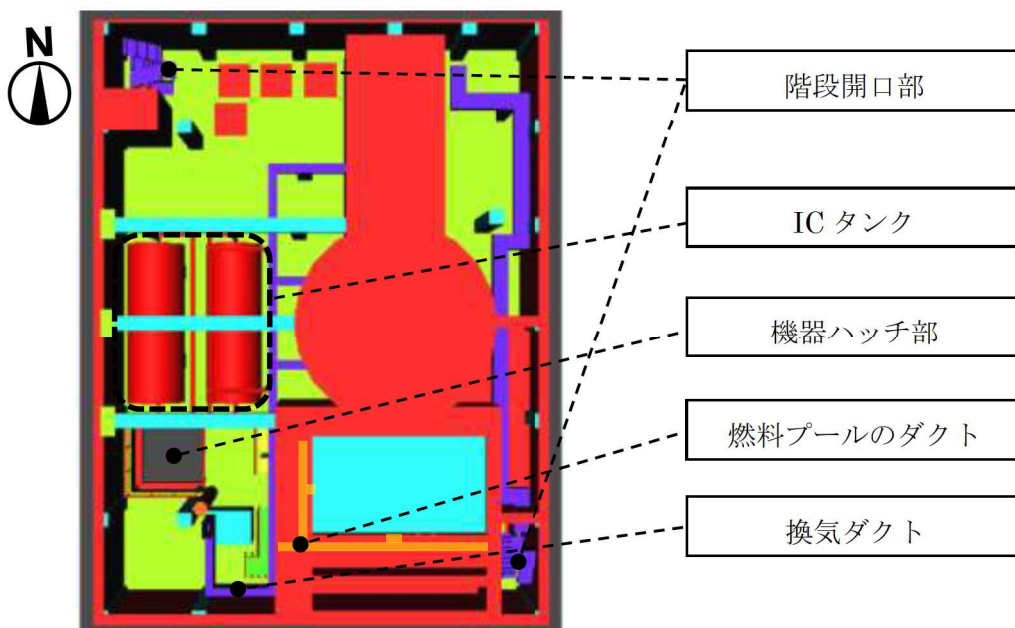 N
階段開口部
IC タンク
機器ハッチ部
燃料プールのダクト
換気ダクト